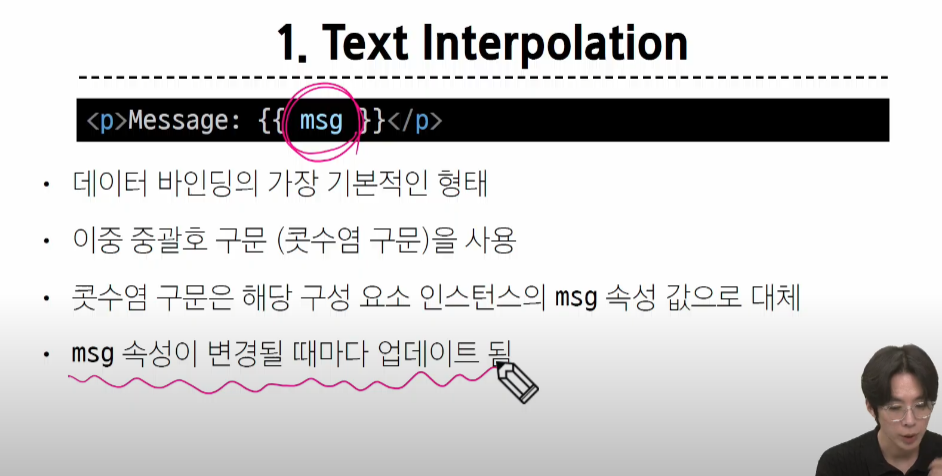 1. Text Interpolation
<p>Message: {{ msg }}</p>
• 데이터 바인딩의 가장 기본적인 형태
• 이중 중괄호 구문 (콧수염 구문)을 사용
• 콧수염 구문은 해당 구성 요소 인스턴스의 msg 속성 값으로 대체
• msg 속성이 변경될 때마다 업데이트 됨